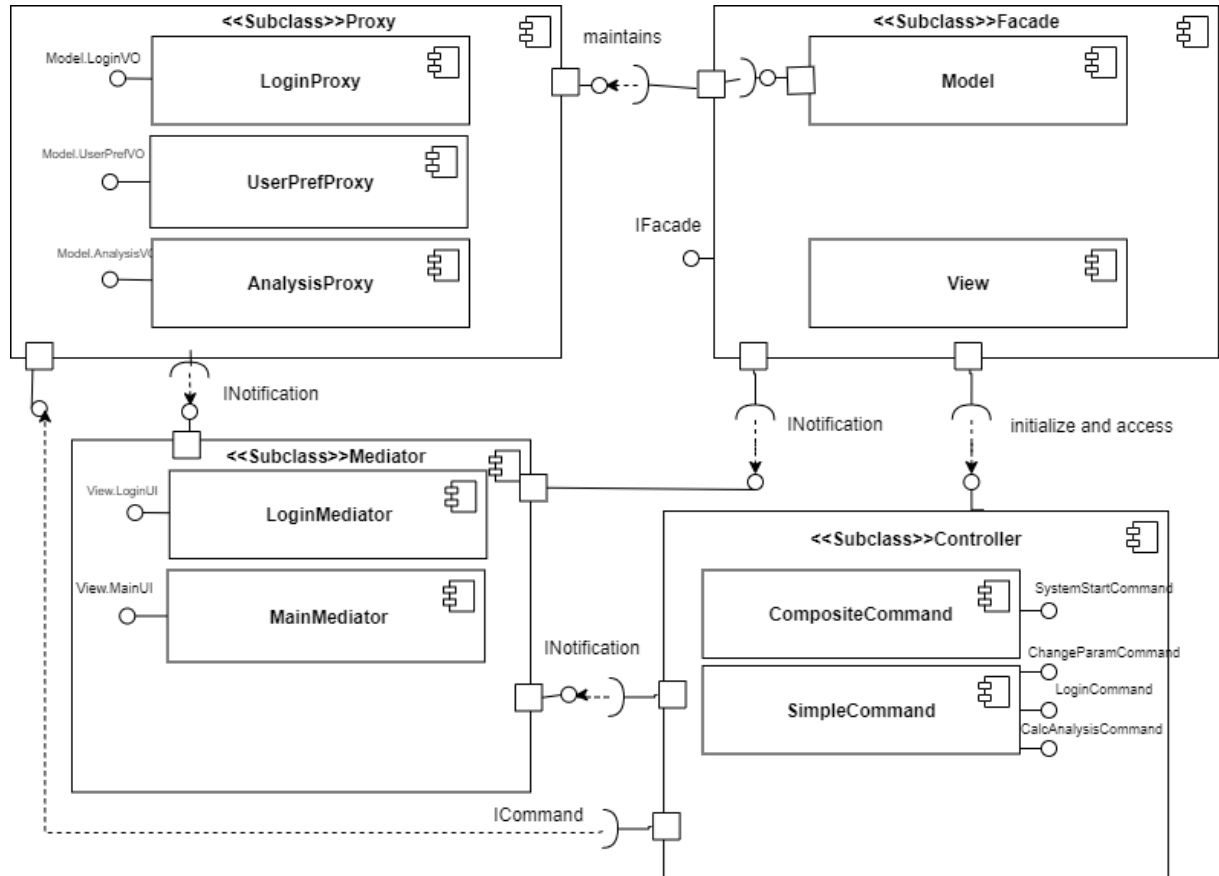 <<Subclass>>Proxy
Model.LoginVO
LoginProxy
Model.UserPrefVO
UserPrefProxy
Model.AnalysisVO
AnalysisProxy
maintains
<<Subclass>>Facade
Model
IFacade
View
INotification
INotification
initialize and access
<<Subclass>>Mediator
View.LoginUI
LoginMediator
View.MainUI
MainMediator
<<Subclass>>Controller
CompositeCommand
SystemStartCommand
ChangeParamCommand
SimpleCommand
LoginCommand
CalcAnalysisCommand
INotification
ICommand